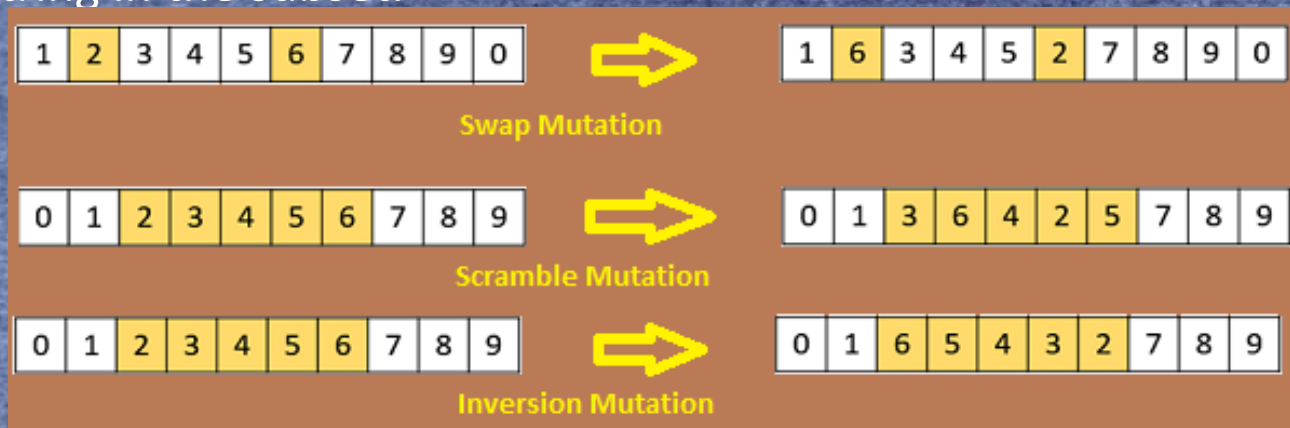 1 2 3 4 5 6 7 8 9 0 1 6 3 4 5 2 7 8 9 0
Swap Mutation
0 1 2 3 4 5 6 7 8 9 0 1 3 6 4 2 5 7 8 9
Scramble Mutation
0 1 2 3 4 5 6 7 8 9 0 1 6 5 4 3 2 7 8 9
Inversion Mutation